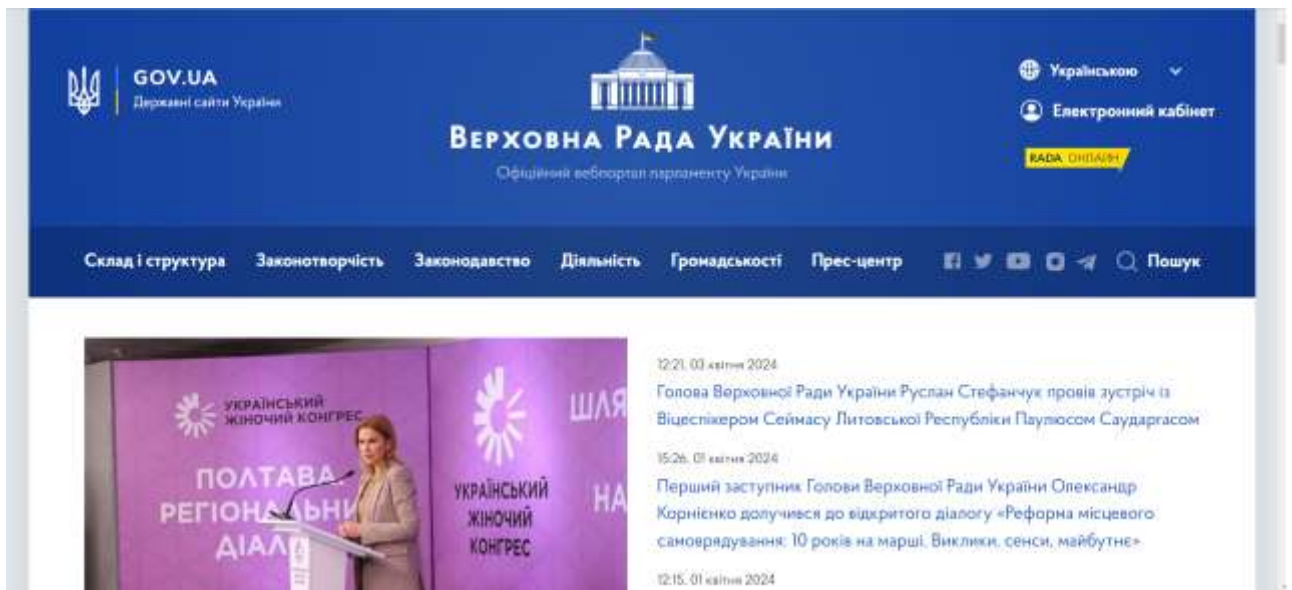 GOV.UA
Державні сайти України
Верховна Рада України
Офіційний вебпортал парламенту України
Українською
Електронний кабінет
RADA ОНЛАЙН
Склад і структура Законотворчість Законодавство Діяльність Громадськості Прес-центр Пошук
УКРАЇНСЬКИЙ
ЖІНОЧИЙ КОНГРЕС
ПОЛТАВА
РЕГІОНАЛЬНИ
ДІАЛ
УКРАЇНСЬКИЙ
ЖІНОЧИЙ
КОНГРЕС
ШЛЯ
НА
12:21, 03 квітня 2024
Голова Верховної Ради України Руслан Стефанчук провів зустріч із
Віцеспікером Сеймасу Литовської Республіки Паулюсом Саударгасом
15:26, 01 квітня 2024
Перший заступник Голови Верховної Ради України Олександр
Корнієнко долучився до відкритого діалогу «Реформа місцевого
самоврядування: 10 років на марші. Виклики, сенси, майбутнє»
12:15, 01 квітня 2024